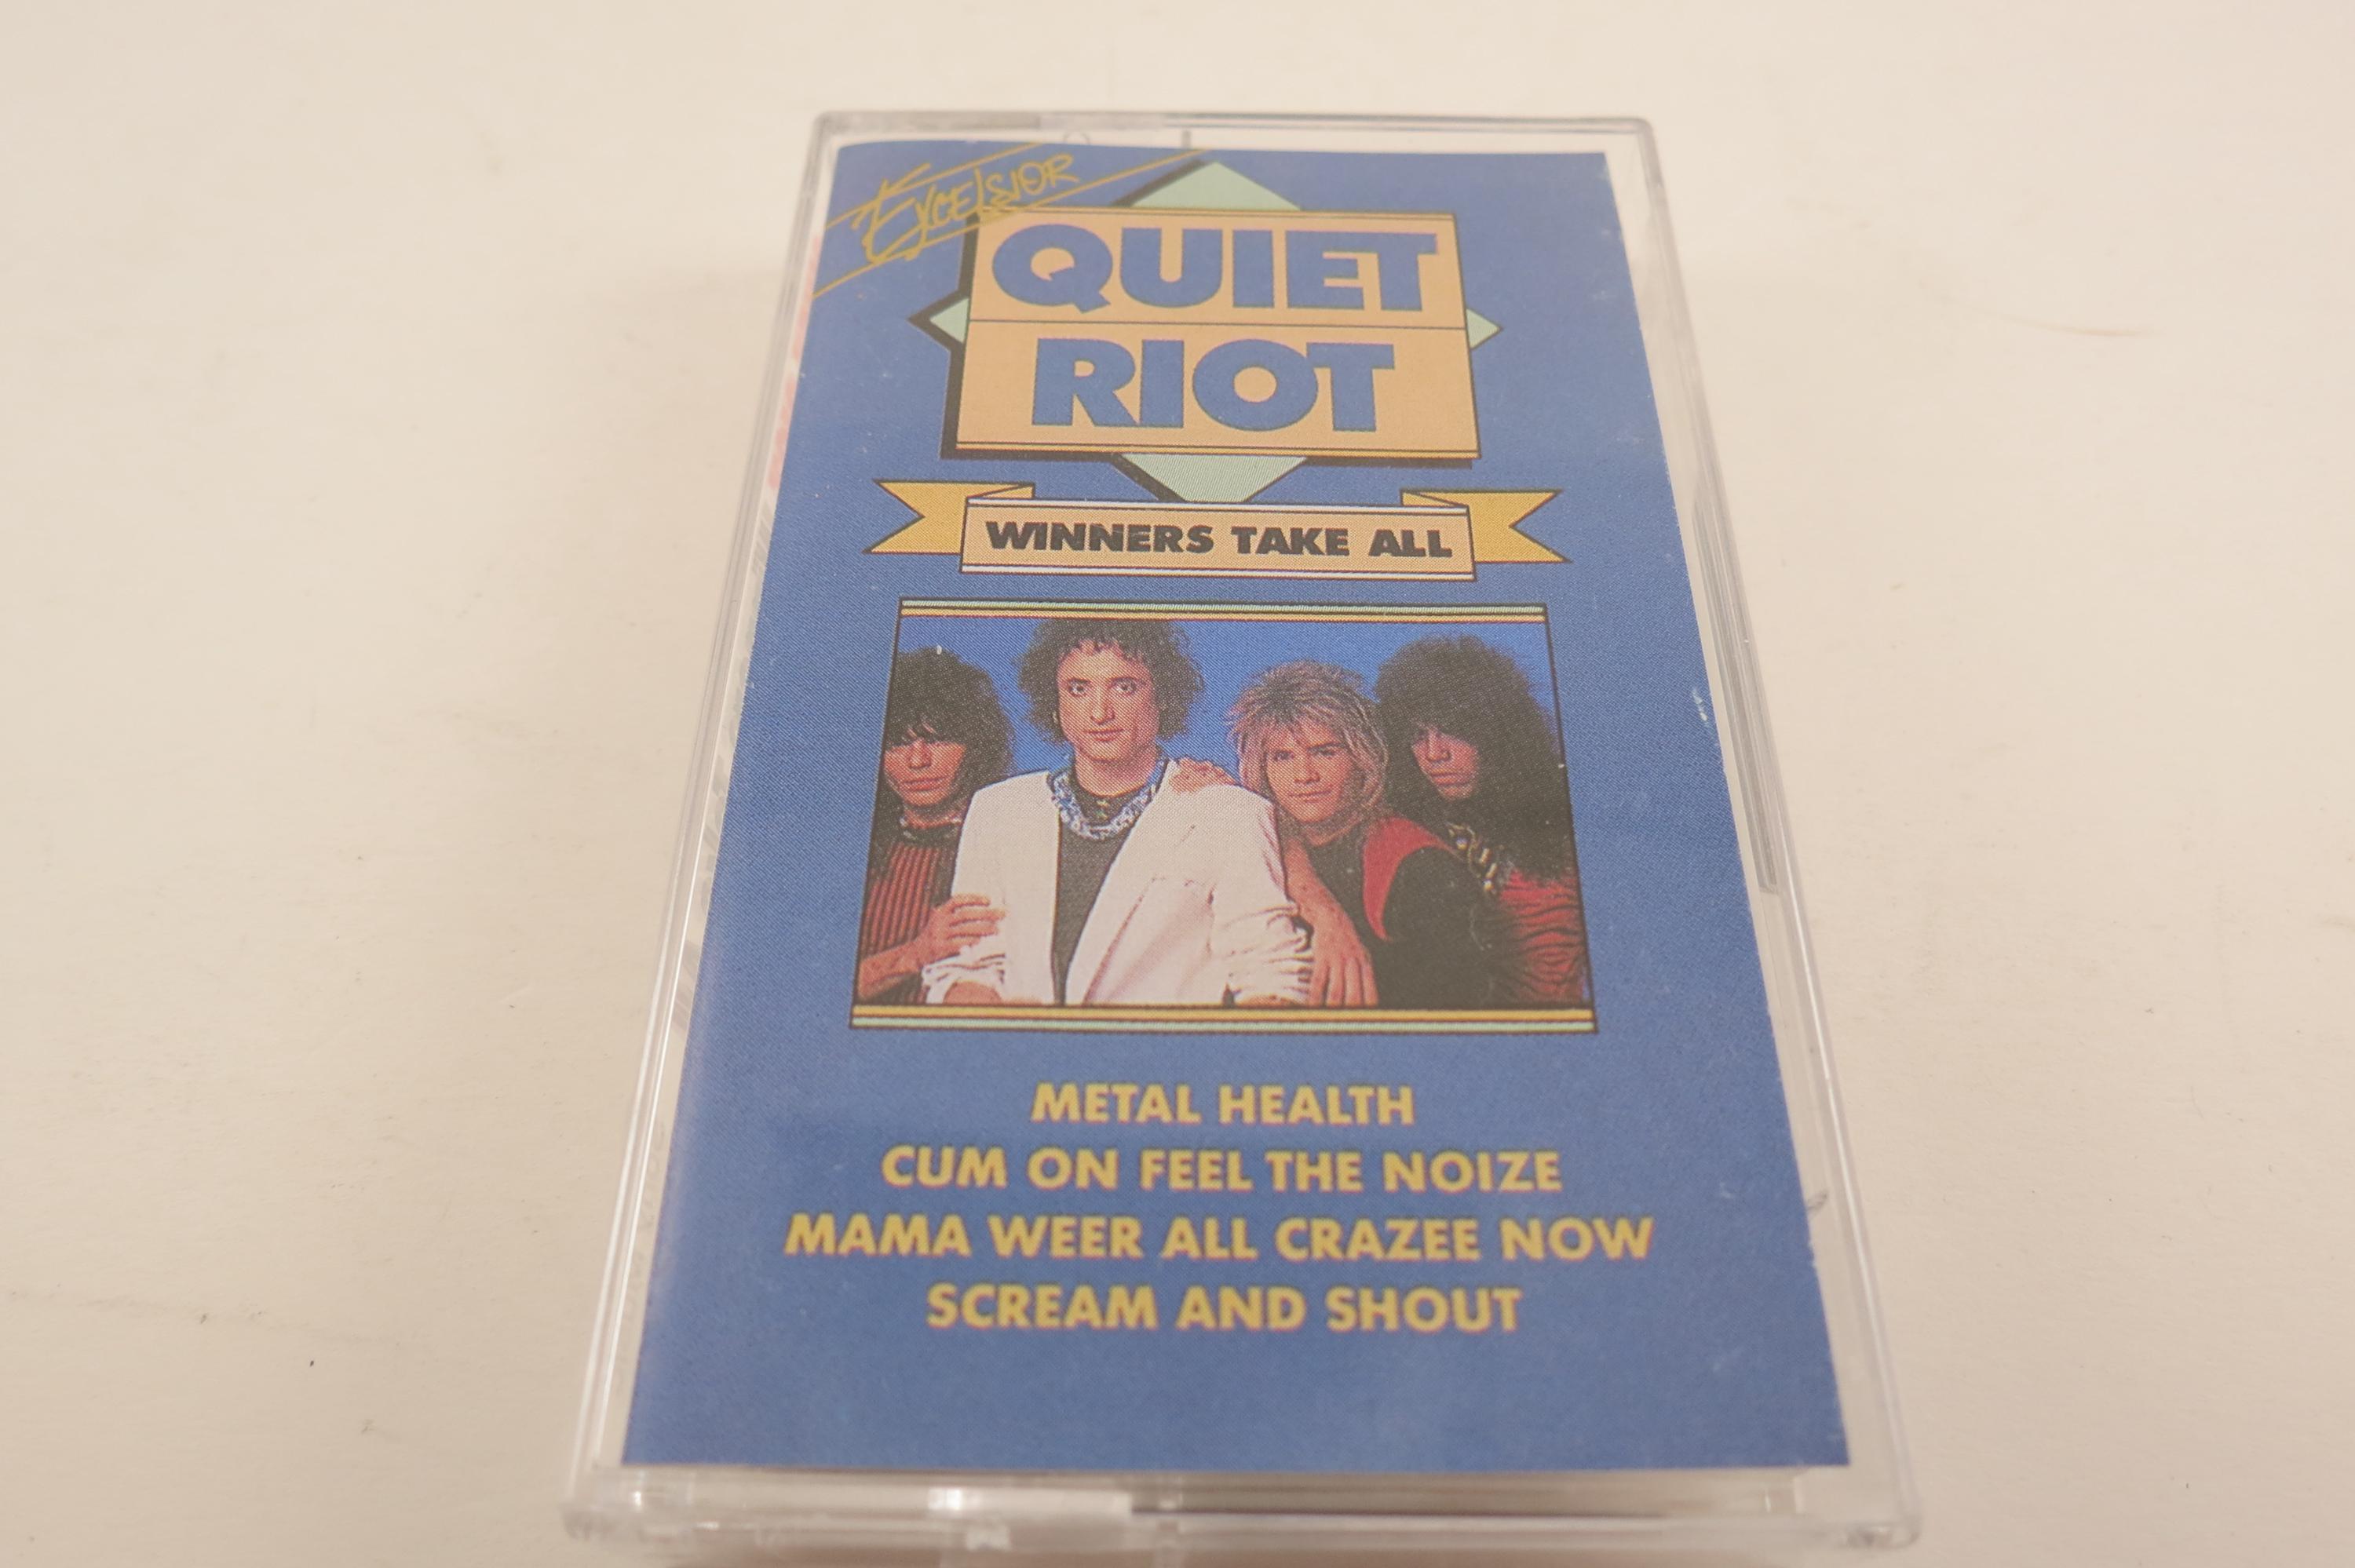 EXCELSIOR
QUIET
RIOT
WINNERS TAKE ALL
METAL HEALTH
CUM ON FEEL THE NOIZE
MAMA WEER ALL CRAZEE NOW
SCREAM AND SHOUT